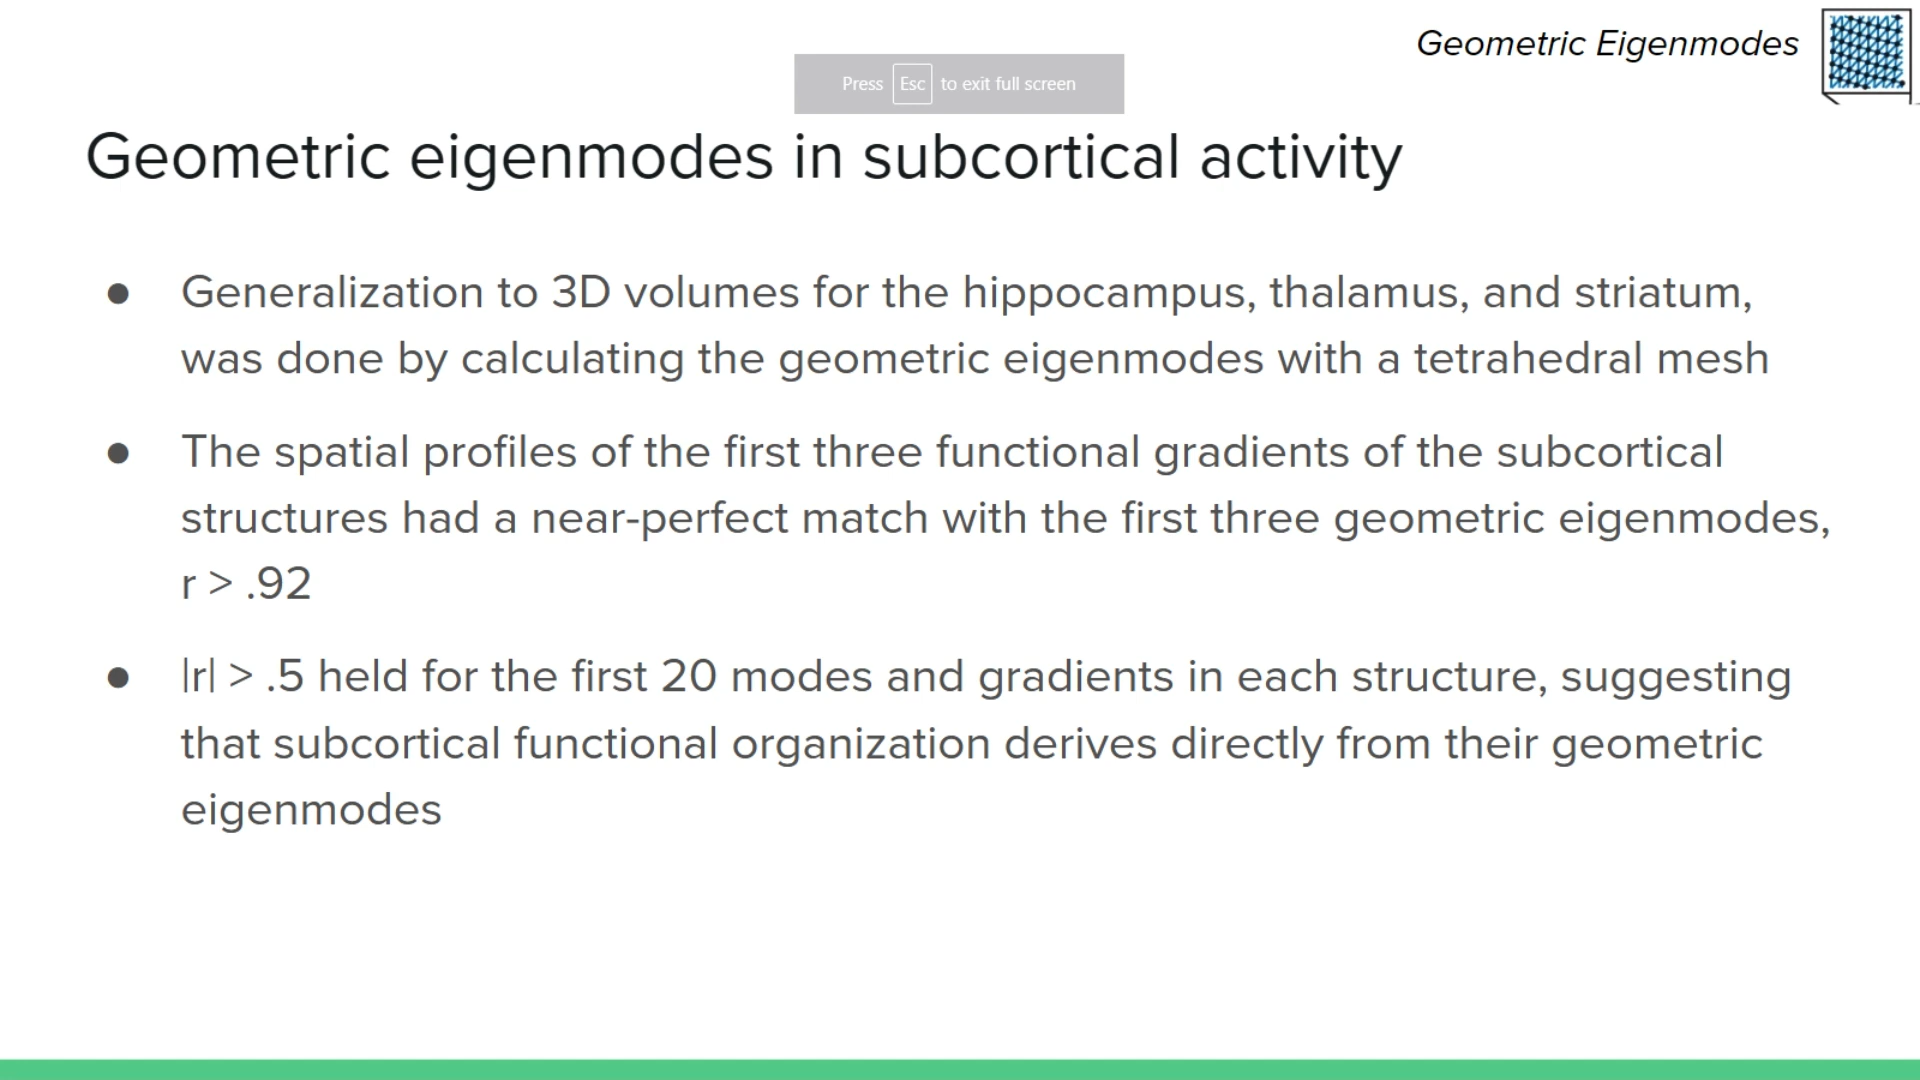 Geometric Eigenmodes
Press Esc to exit full screen
Geometric eigenmodes in subcortical activity
● Generalization to 3D volumes for the hippocampus, thalamus, and striatum,
was done by calculating the geometric eigenmodes with a tetrahedral mesh
● The spatial profiles of the first three functional gradients of the subcortical
structures had a near-perfect match with the first three geometric eigenmodes,
r > .92
● |r| > .5 held for the first 20 modes and gradients in each structure, suggesting
that subcortical functional organization derives directly from their geometric
eigenmodes